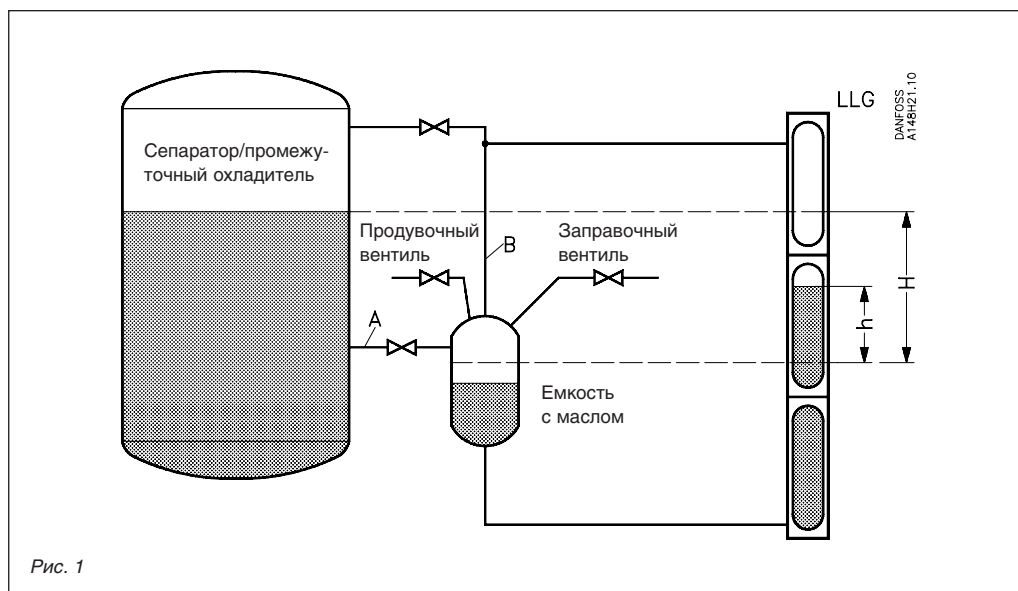 LLG
DANFOSS
A148H21.10
Сепаратор/промежу-
точный охладитель
Продувочный
вентиль
Заправочный
вентиль
B
H
h
A
Емкость
с маслом
Рис. 1